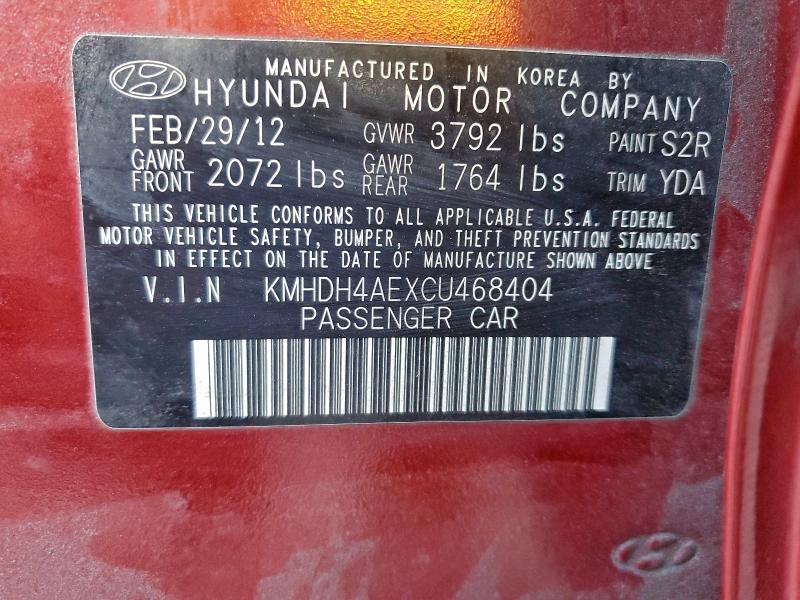 MANUFACTURED IN KOREA BY
HYUNDAI MOTOR COMPANY
FEB/29/12 GVWR 3792 lbs PAINT S2R
GAWR FRONT 2072 lbs GAWR REAR 1764 lbs TRIM YDA
THIS VEHICLE CONFORMS TO ALL APPLICABLE U.S.A. FEDERAL
MOTOR VEHICLE SAFETY, BUMPER, AND THEFT PREVENTION STANDARDS
IN EFFECT ON THE DATE OF MANUFACTURE SHOWN ABOVE
V.I.N KMHDH4AEXCU468404
PASSENGER CAR